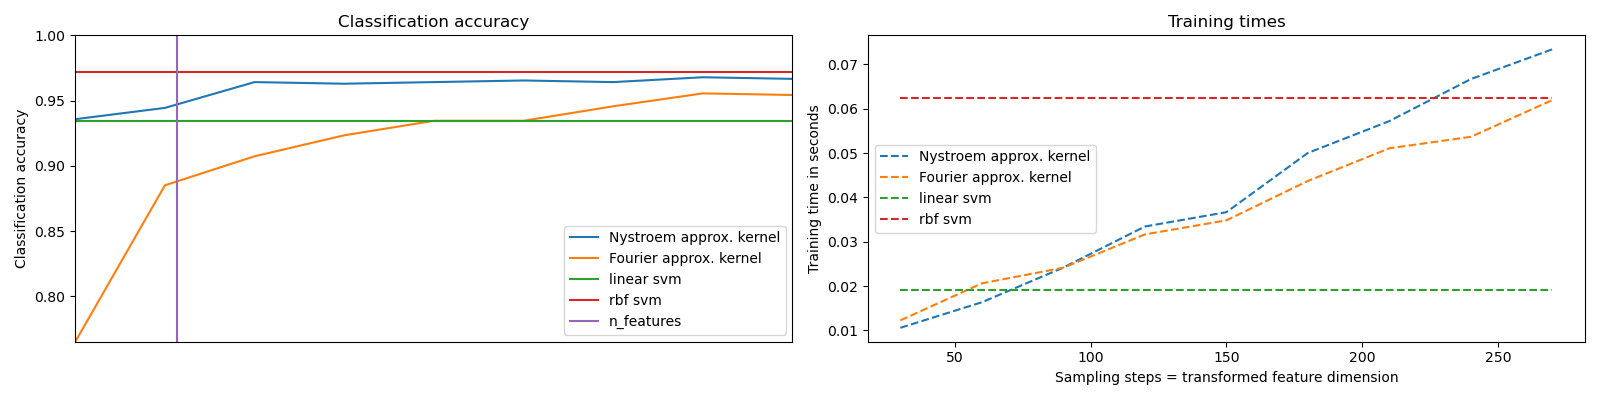 Classification accuracy
Classification accuracy
1.00
0.95
0.90
0.85
0.80
Nystroem approx. kernel
Fourier approx. kernel
linear svm
rbf svm
n_features
Training times
Training time in seconds
0.07
0.06
0.05
0.04
0.03
0.02
0.01
Nystroem approx. kernel
Fourier approx. kernel
linear svm
rbf svm
50 100 150 200 250
Sampling steps = transformed feature dimension